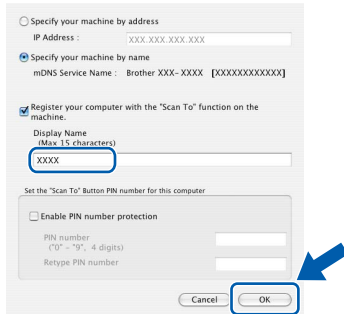 Specify your machine by address
IP Address : XXX.XXX.XXX.XXX
Specify your machine by name
mDNS Service Name : Brother XXX-XXXX [XXXXXXXXXXXX]
Register your computer with the "Scan To" function on the
machine.
Display Name
(Max 15 characters)
XXXX
Set the "Scan To" Button PIN number for this computer
Enable PIN number protection
PIN number
("0" - "9", 4 digits)
Retype PIN number
Cancel OK